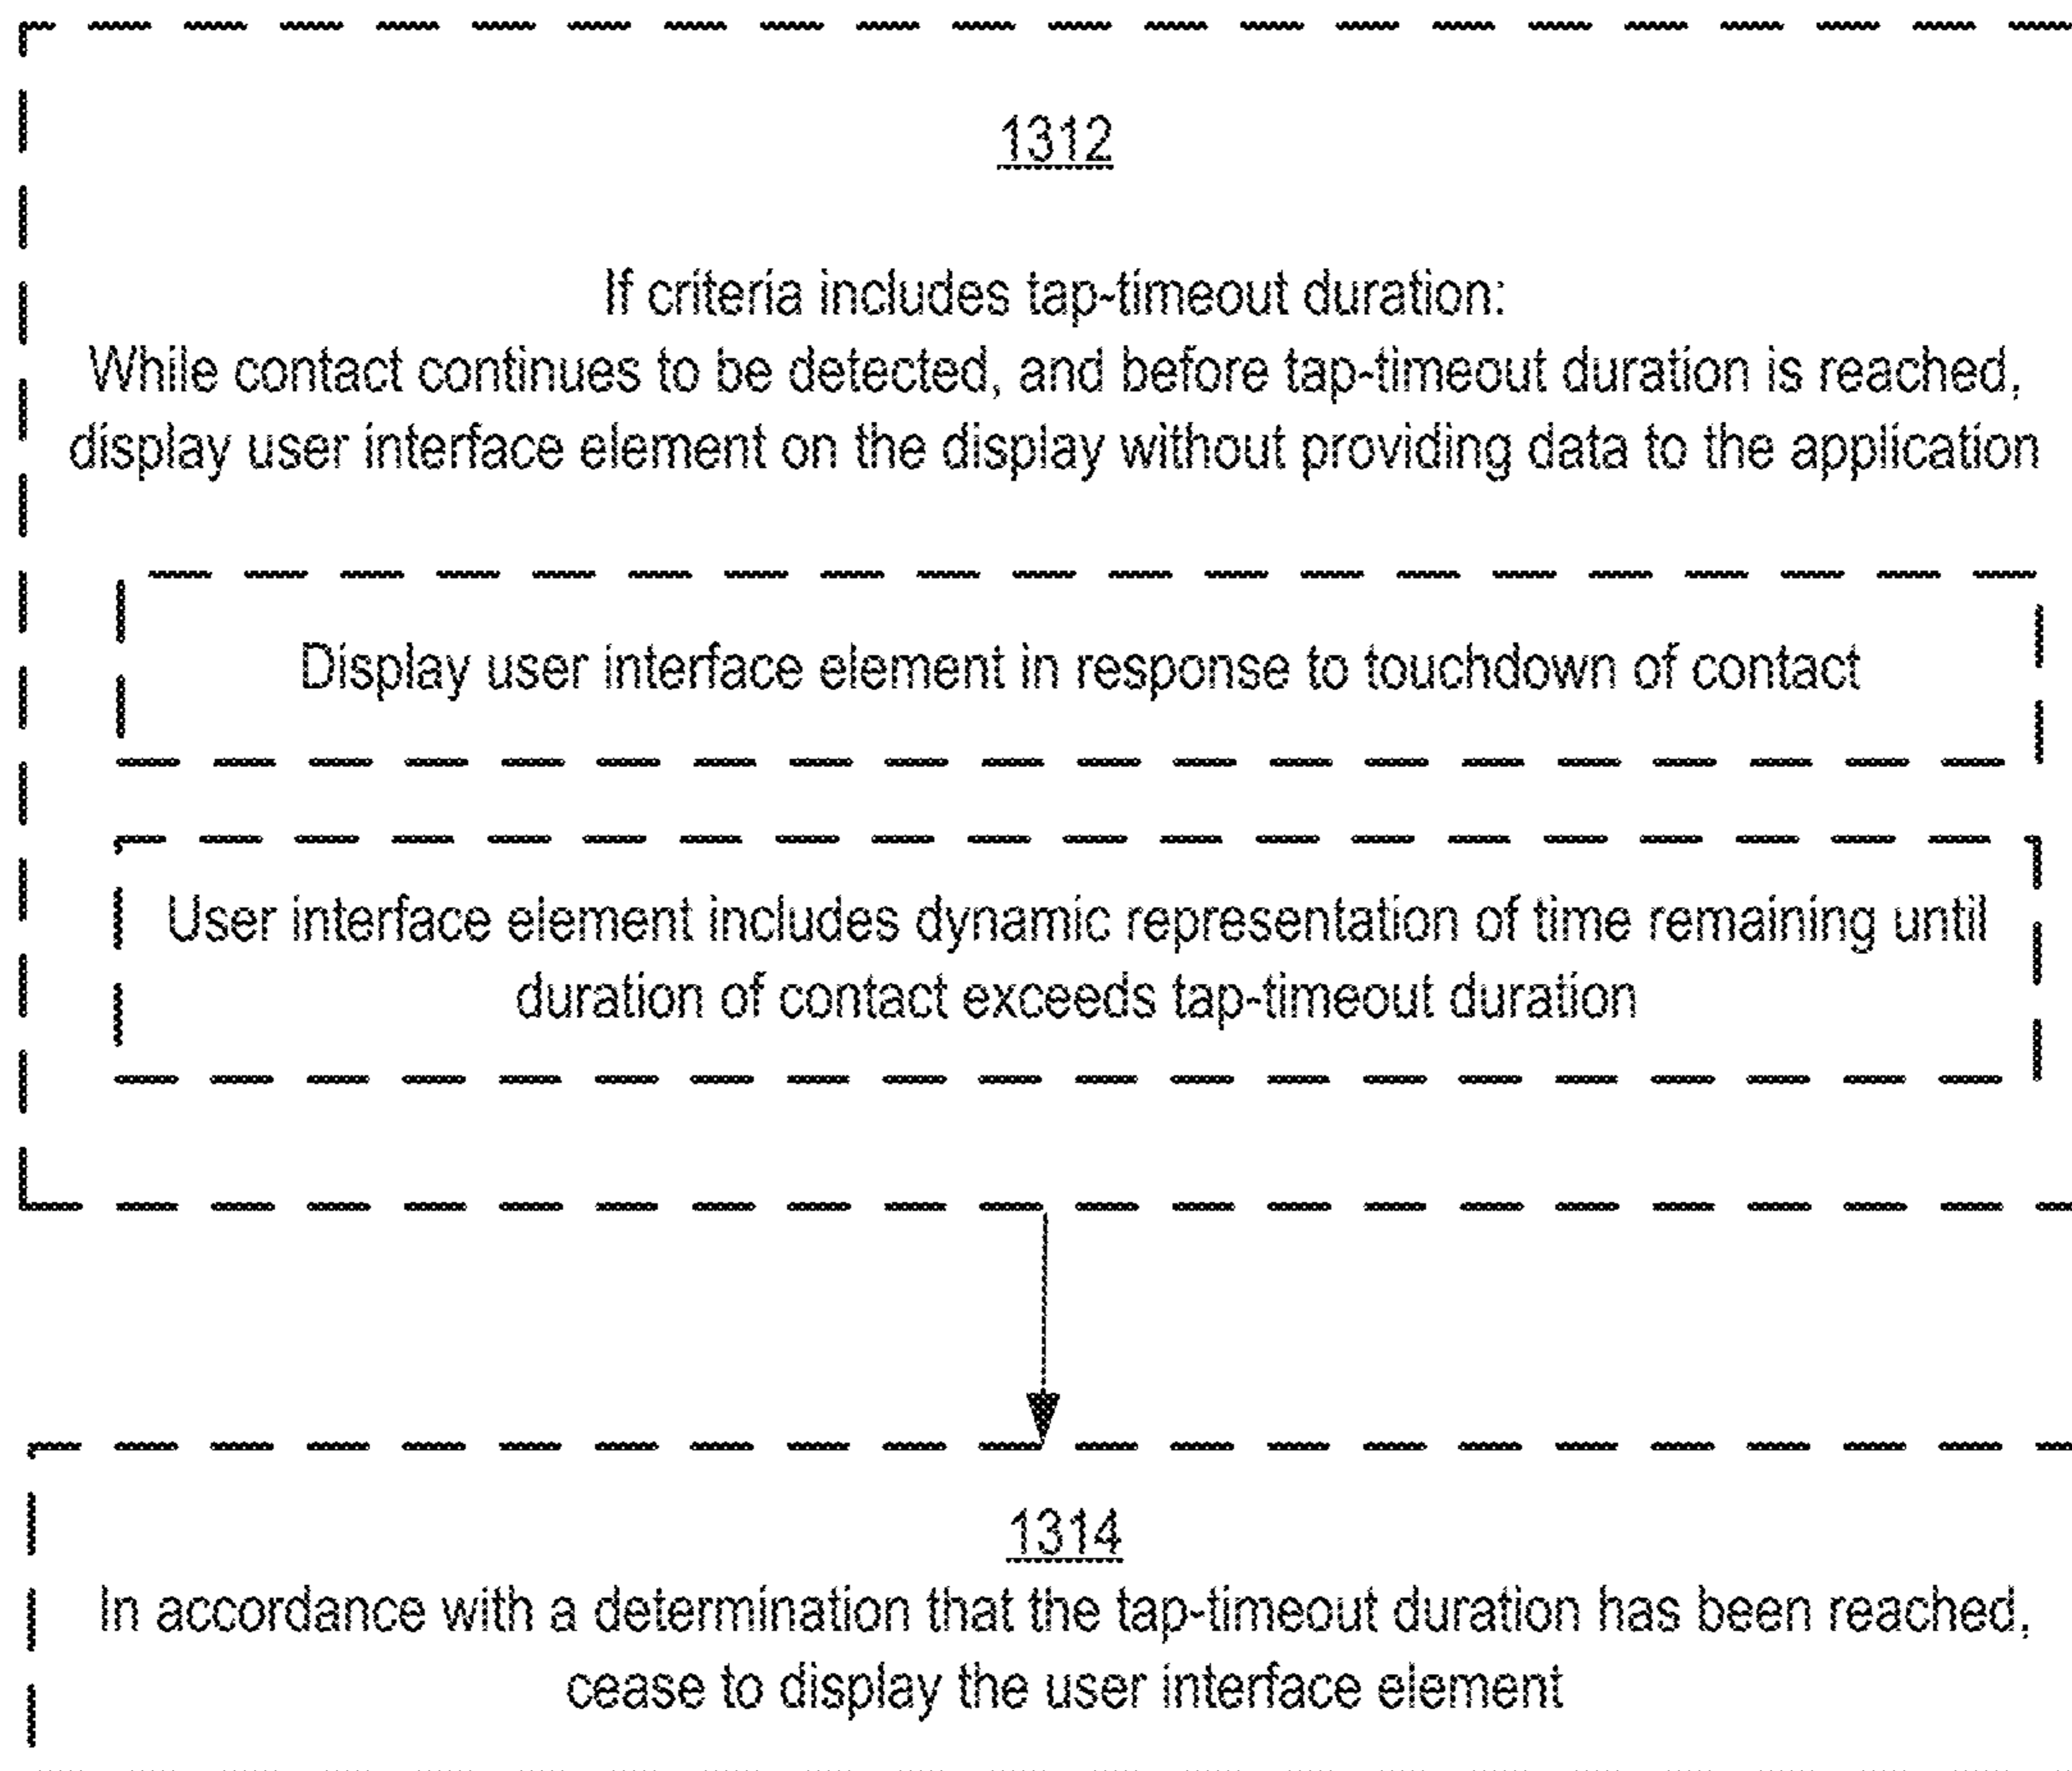 1312
If criteria includes tap-timeout duration:
While contact continues to be detected, and before tap-timeout duration is reached,
display user interface element on the display without providing data to the application
Display user interface element in response to touchdown of contact
User interface element includes dynamic representation of time remaining until
duration of contact exceeds tap-timeout duration
1314
In accordance with a determination that the tap-timeout duration has been reached,
cease to display the user interface element